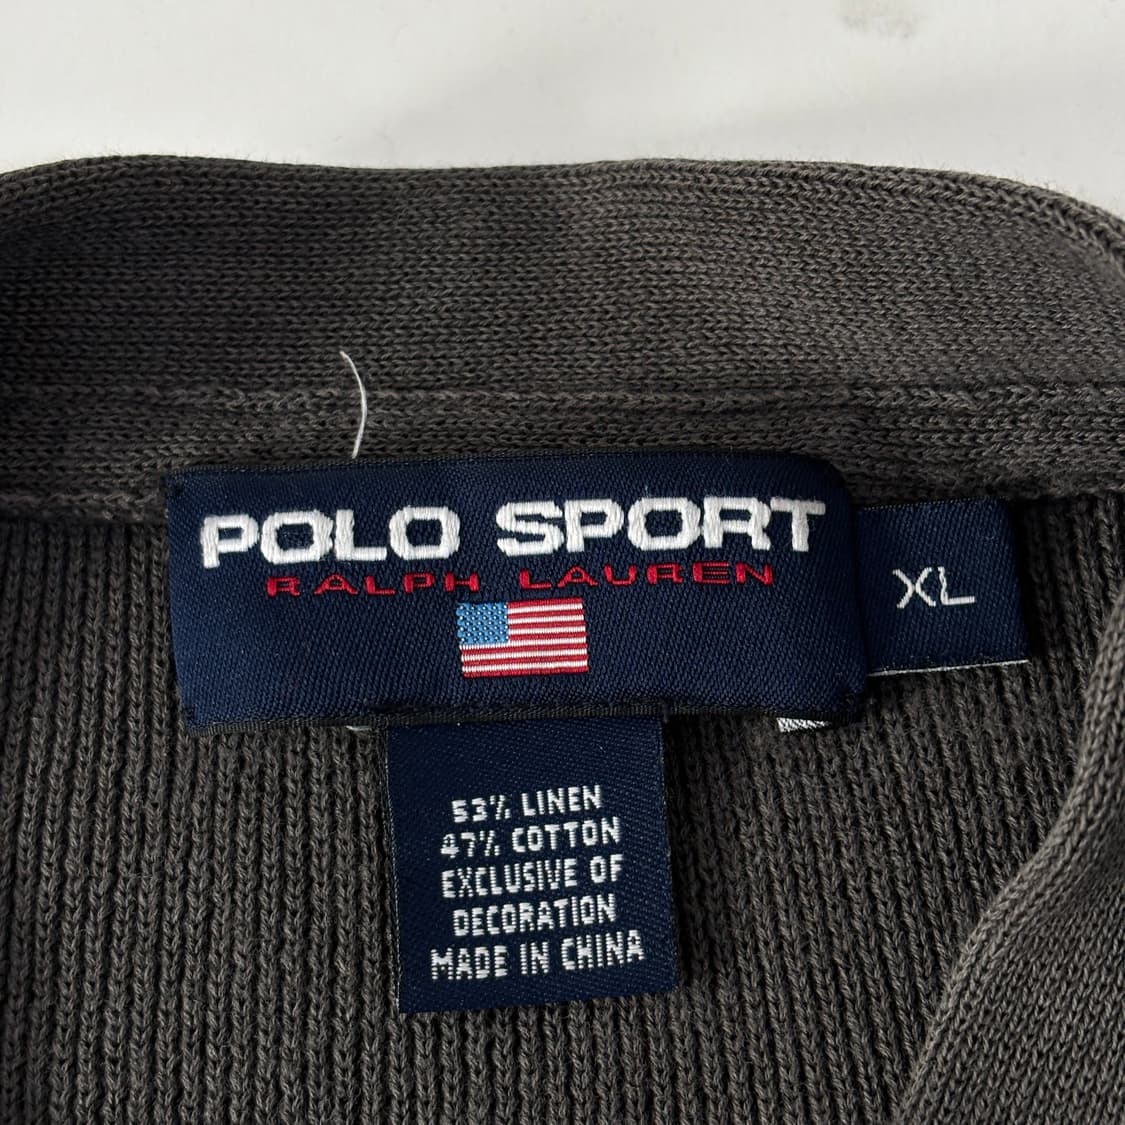 POLO SPORT
RALPH LAUREN
XL
53% LINEN
47% COTTON
EXCLUSIVE OF
DECORATION
MADE IN CHINA